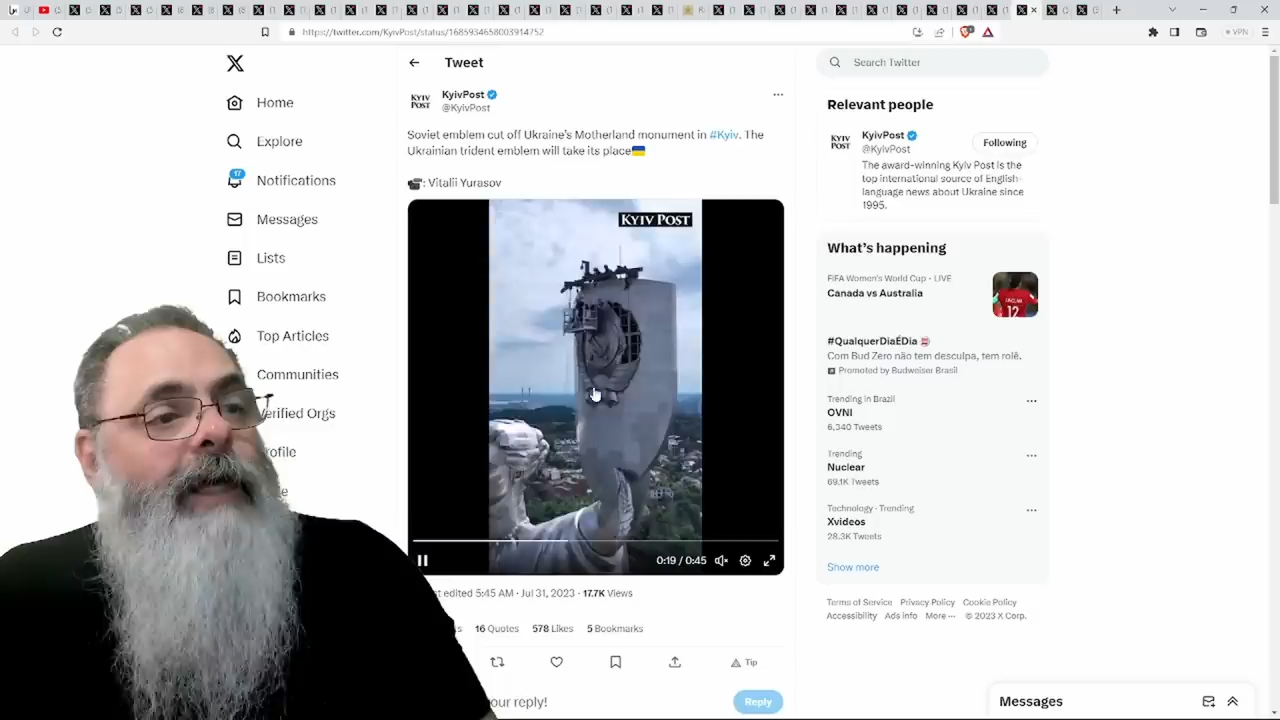 https://twitter.com/KyivPost/status/1685934658003914752
VPN
Home
Explore
17
Notifications
Messages
Lists
Bookmarks
Top Articles
Communities
erified Orgs
rofile
Tweet
KYIV
POST
KyivPost
@KyivPost
Soviet emblem cut off Ukraine's Motherland monument in #Kyiv. The
Ukrainian trident emblem will take its place
: Vitalii Yurasov
KYIV POST
0:19 / 0:45
st edited 5:45 AM · Jul 31, 2023 · 17.7K Views
16 Quotes 578 Likes 5 Bookmarks
Tip
our reply!
Reply
Search Twitter
Relevant people
KYIV
POST
KyivPost
@KyivPost
Following
The award-winning Kyiv Post is the
top international source of English-
language news about Ukraine since
1995.
What's happening
FIFA Women's World Cup · LIVE
Canada vs Australia
12
#QualquerDiaÉDia
Com Bud Zero não tem desculpa, tem rolê.
Promoted by Budweiser Brasil
Trending in Brazil
OVNI
6,340 Tweets
Trending
Nuclear
69.1K Tweets
Technology · Trending
Xvideos
28.3K Tweets
Show more
Terms of Service Privacy Policy Cookie Policy
Accessibility Ads info More ··· © 2023 X Corp.
Messages